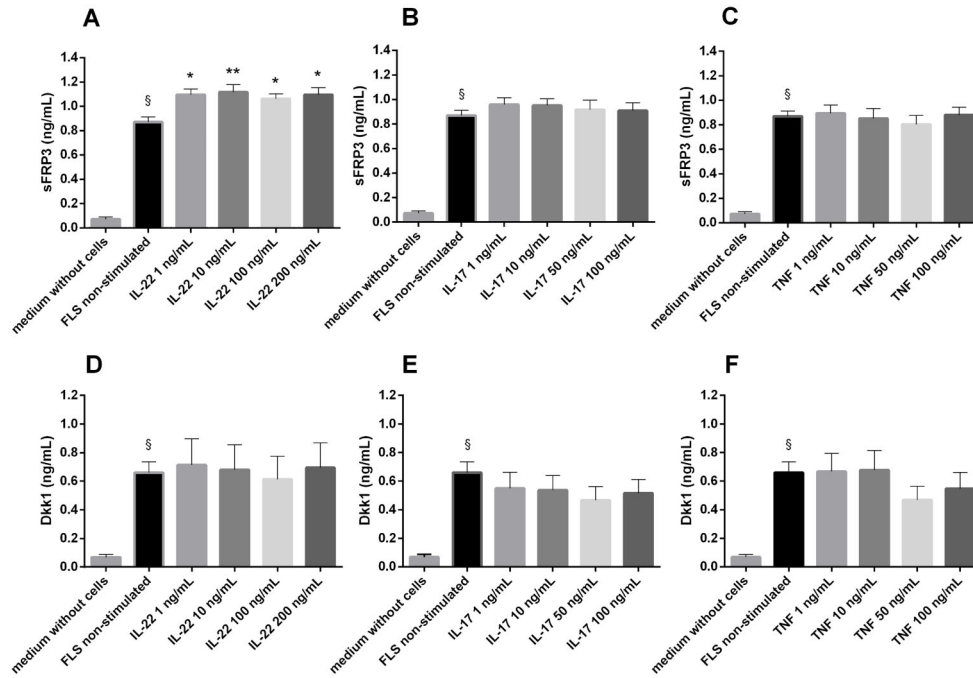 A
sFRP3 (ng/mL)
1.4
1.2
1.0
0.8
0.6
0.4
0.2
0.0
§
*
**
*
*
medium without cells
FLS non-stimulated
IL-22 1 ng/mL
IL-22 10 ng/mL
IL-22 100 ng/mL
IL-22 200 ng/mL
B
sFRP3 (ng/mL)
1.4
1.2
1.0
0.8
0.6
0.4
0.2
0.0
§
medium without cells
FLS non-stimulated
IL-17 1 ng/mL
IL-17 10 ng/mL
IL-17 50 ng/mL
IL-17 100 ng/mL
C
sFRP3 (ng/mL)
1.4
1.2
1.0
0.8
0.6
0.4
0.2
0.0
§
medium without cells
FLS non-stimulated
TNF 1 ng/mL
TNF 10 ng/mL
TNF 50 ng/mL
TNF 100 ng/mL
D
Dkk1 (ng/mL)
1.2
1.0
0.8
0.6
0.4
0.2
0.0
§
medium without cells
FLS non-stimulated
IL-22 1 ng/mL
IL-22 10 ng/mL
IL-22 100 ng/mL
IL-22 200 ng/mL
E
Dkk1 (ng/mL)
1.2
1.0
0.8
0.6
0.4
0.2
0.0
§
medium without cells
FLS non-stimulated
IL-17 1 ng/mL
IL-17 10 ng/mL
IL-17 50 ng/mL
IL-17 100 ng/mL
F
Dkk1 (ng/mL)
1.2
1.0
0.8
0.6
0.4
0.2
0.0
§
medium without cells
FLS non-stimulated
TNF 1 ng/mL
TNF 10 ng/mL
TNF 50 ng/mL
TNF 100 ng/mL